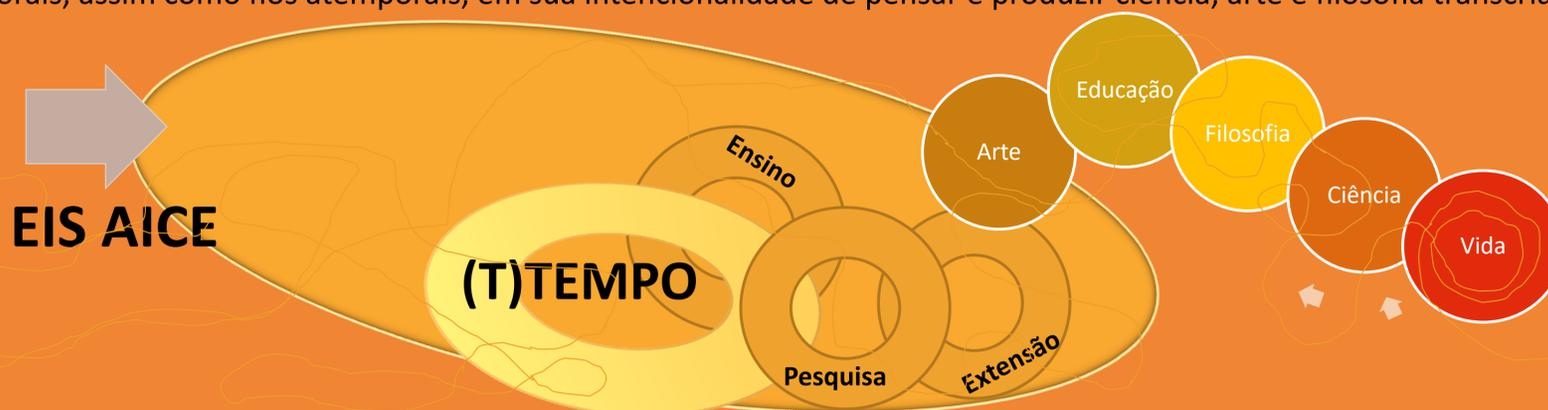 assim como nos atemporais, em sua intencionalidade de pensar e produzir ciência, arte e filosofia
Educação
Filosofia
Arte
Ensino
Ciência
EIS AICE
Vida
(T)TEMPO
Extensão
Pesquisa